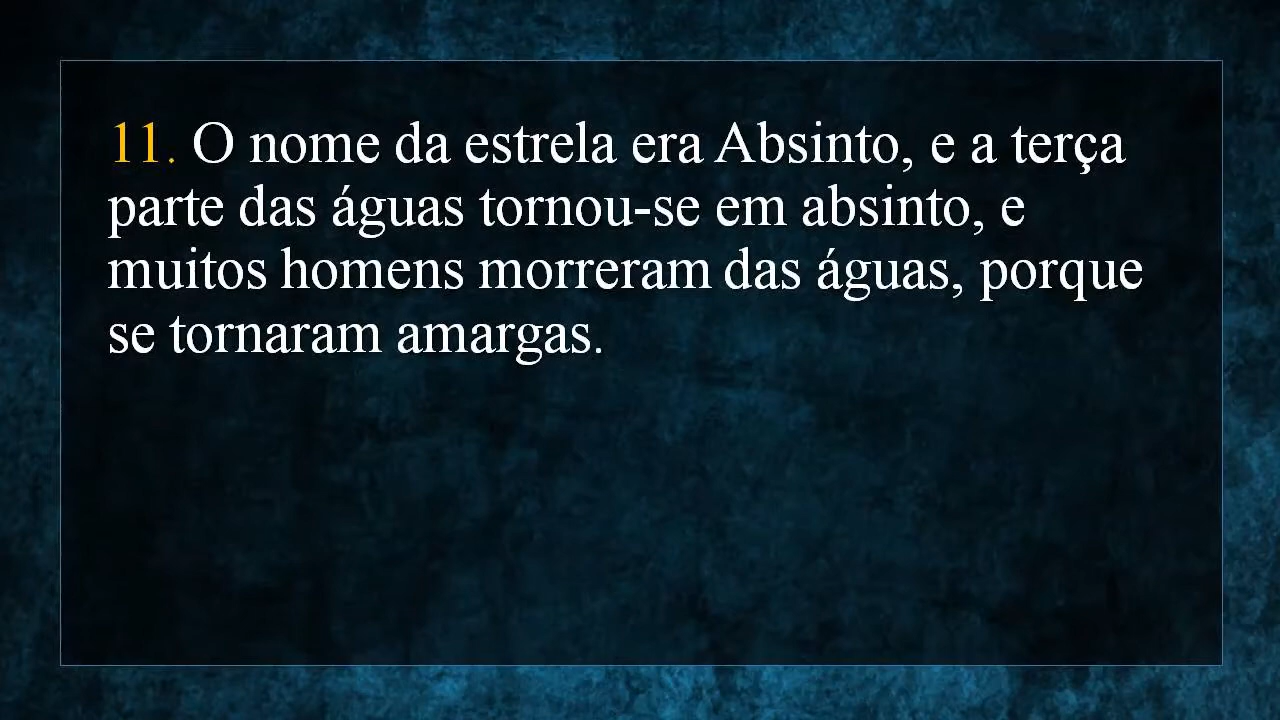 11. O nome da estrela era Absinto, e a terça
parte das águas tornou-se em absinto, e
muitos homens morreram das águas, porque
se tornaram amargas.